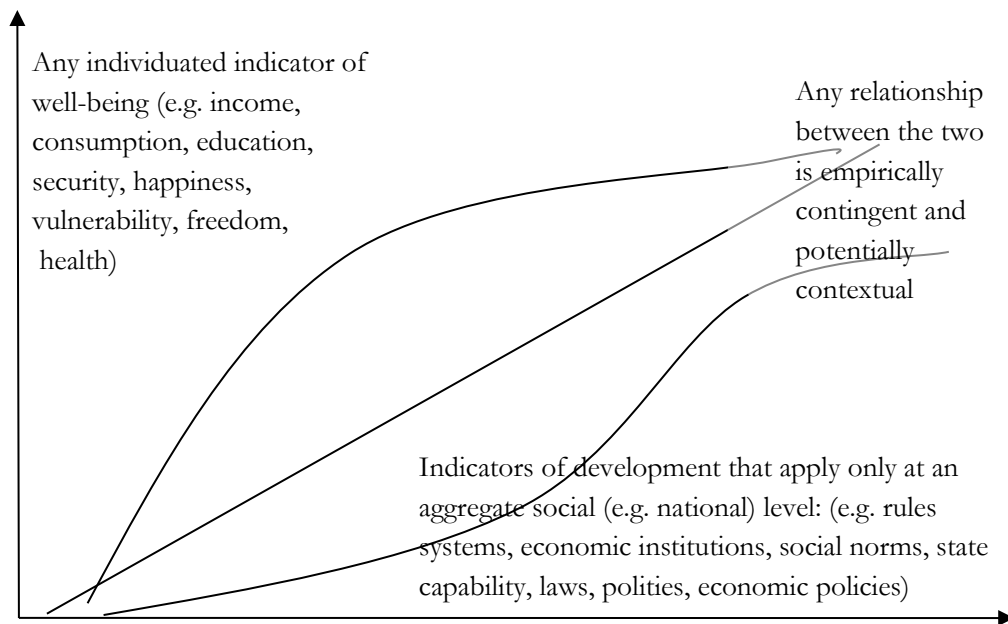 Any individuated indicator of
well-being (e.g. income,
consumption, education,
security, happiness,
vulnerability, freedom,
health)
Any relationship
between the two
is empirically
contingent and
potentially
contextual
Indicators of development that apply only at an
aggregate social (e.g. national) level: (e.g. rules
systems, economic institutions, social norms, state
capability, laws, polities, economic policies)